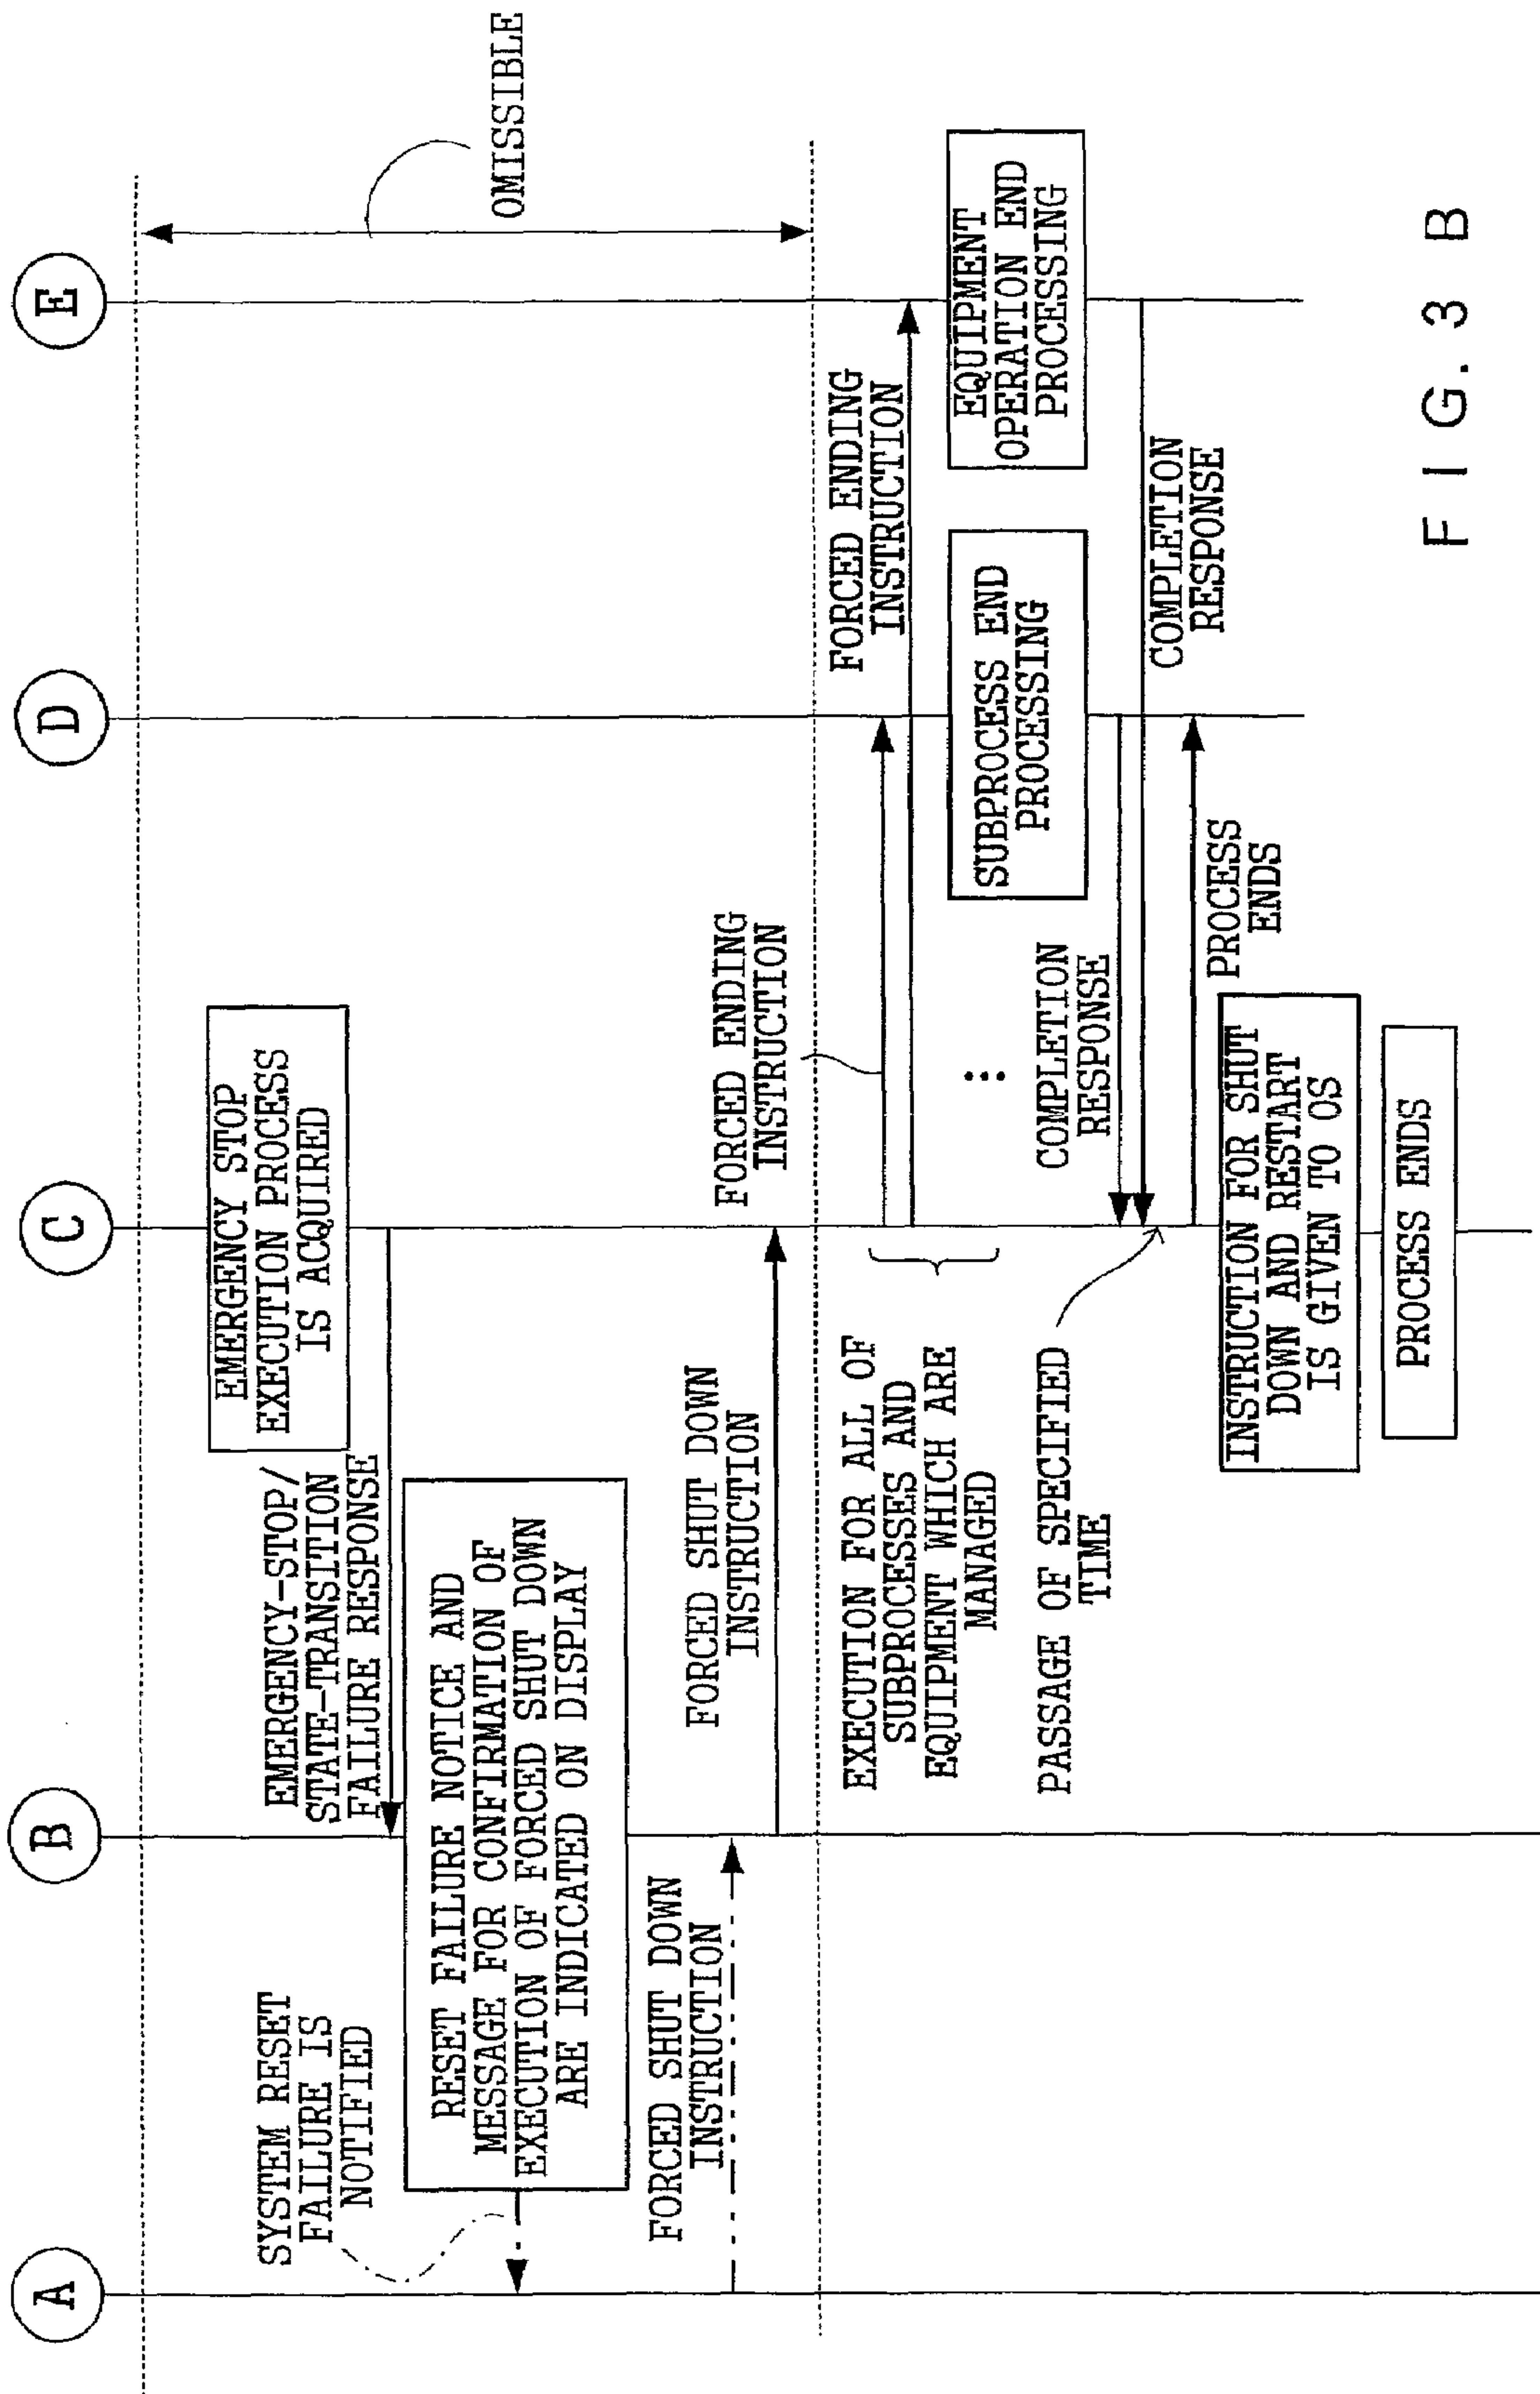 A
B
C
D
E
OMISSIBLE
EMERGENCY STOP
EXECUTION PROCESS
IS ACQUIRED
EMERGENCY-STOP/
STATE-TRANSITION
FAILURE RESPONSE
SYSTEM RESET
FAILURE IS
NOTIFIED
RESET FAILURE NOTICE AND
MESSAGE FOR CONFIRMATION OF
EXECUTION OF FORCED SHUT DOWN
ARE INDICATED ON DISPLAY
FORCED SHUT DOWN
INSTRUCTION
FORCED SHUT DOWN
INSTRUCTION
FORCED ENDING
INSTRUCTION
FORCED ENDING
INSTRUCTION
EXECUTION FOR ALL OF
SUBPROCESSES AND
EQUIPMENT WHICH ARE
MANAGED
SUBPROCESS END
PROCESSING
EQUIPMENT
OPERATION END
PROCESSING
COMPLETION
RESPONSE
COMPLETION
RESPONSE
PASSAGE OF SPECIFIED
TIME
PROCESS
ENDS
INSTRUCTION FOR SHUT
DOWN AND RESTART
IS GIVEN TO OS
PROCESS ENDS
FIG. 3 B